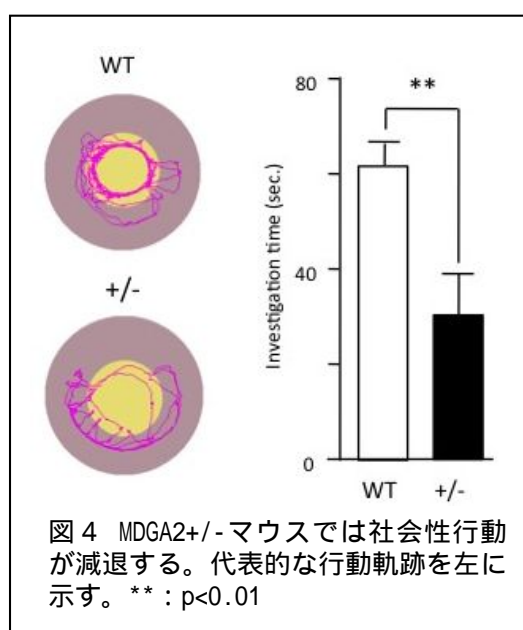 WT
+/-
**
Investigation time (sec.)
80
40
0
WT +/-
図４ MDGA2+/-マウスでは社会性行動
が減退する。代表的な行動軌跡を左に
示す。**：p<0.01